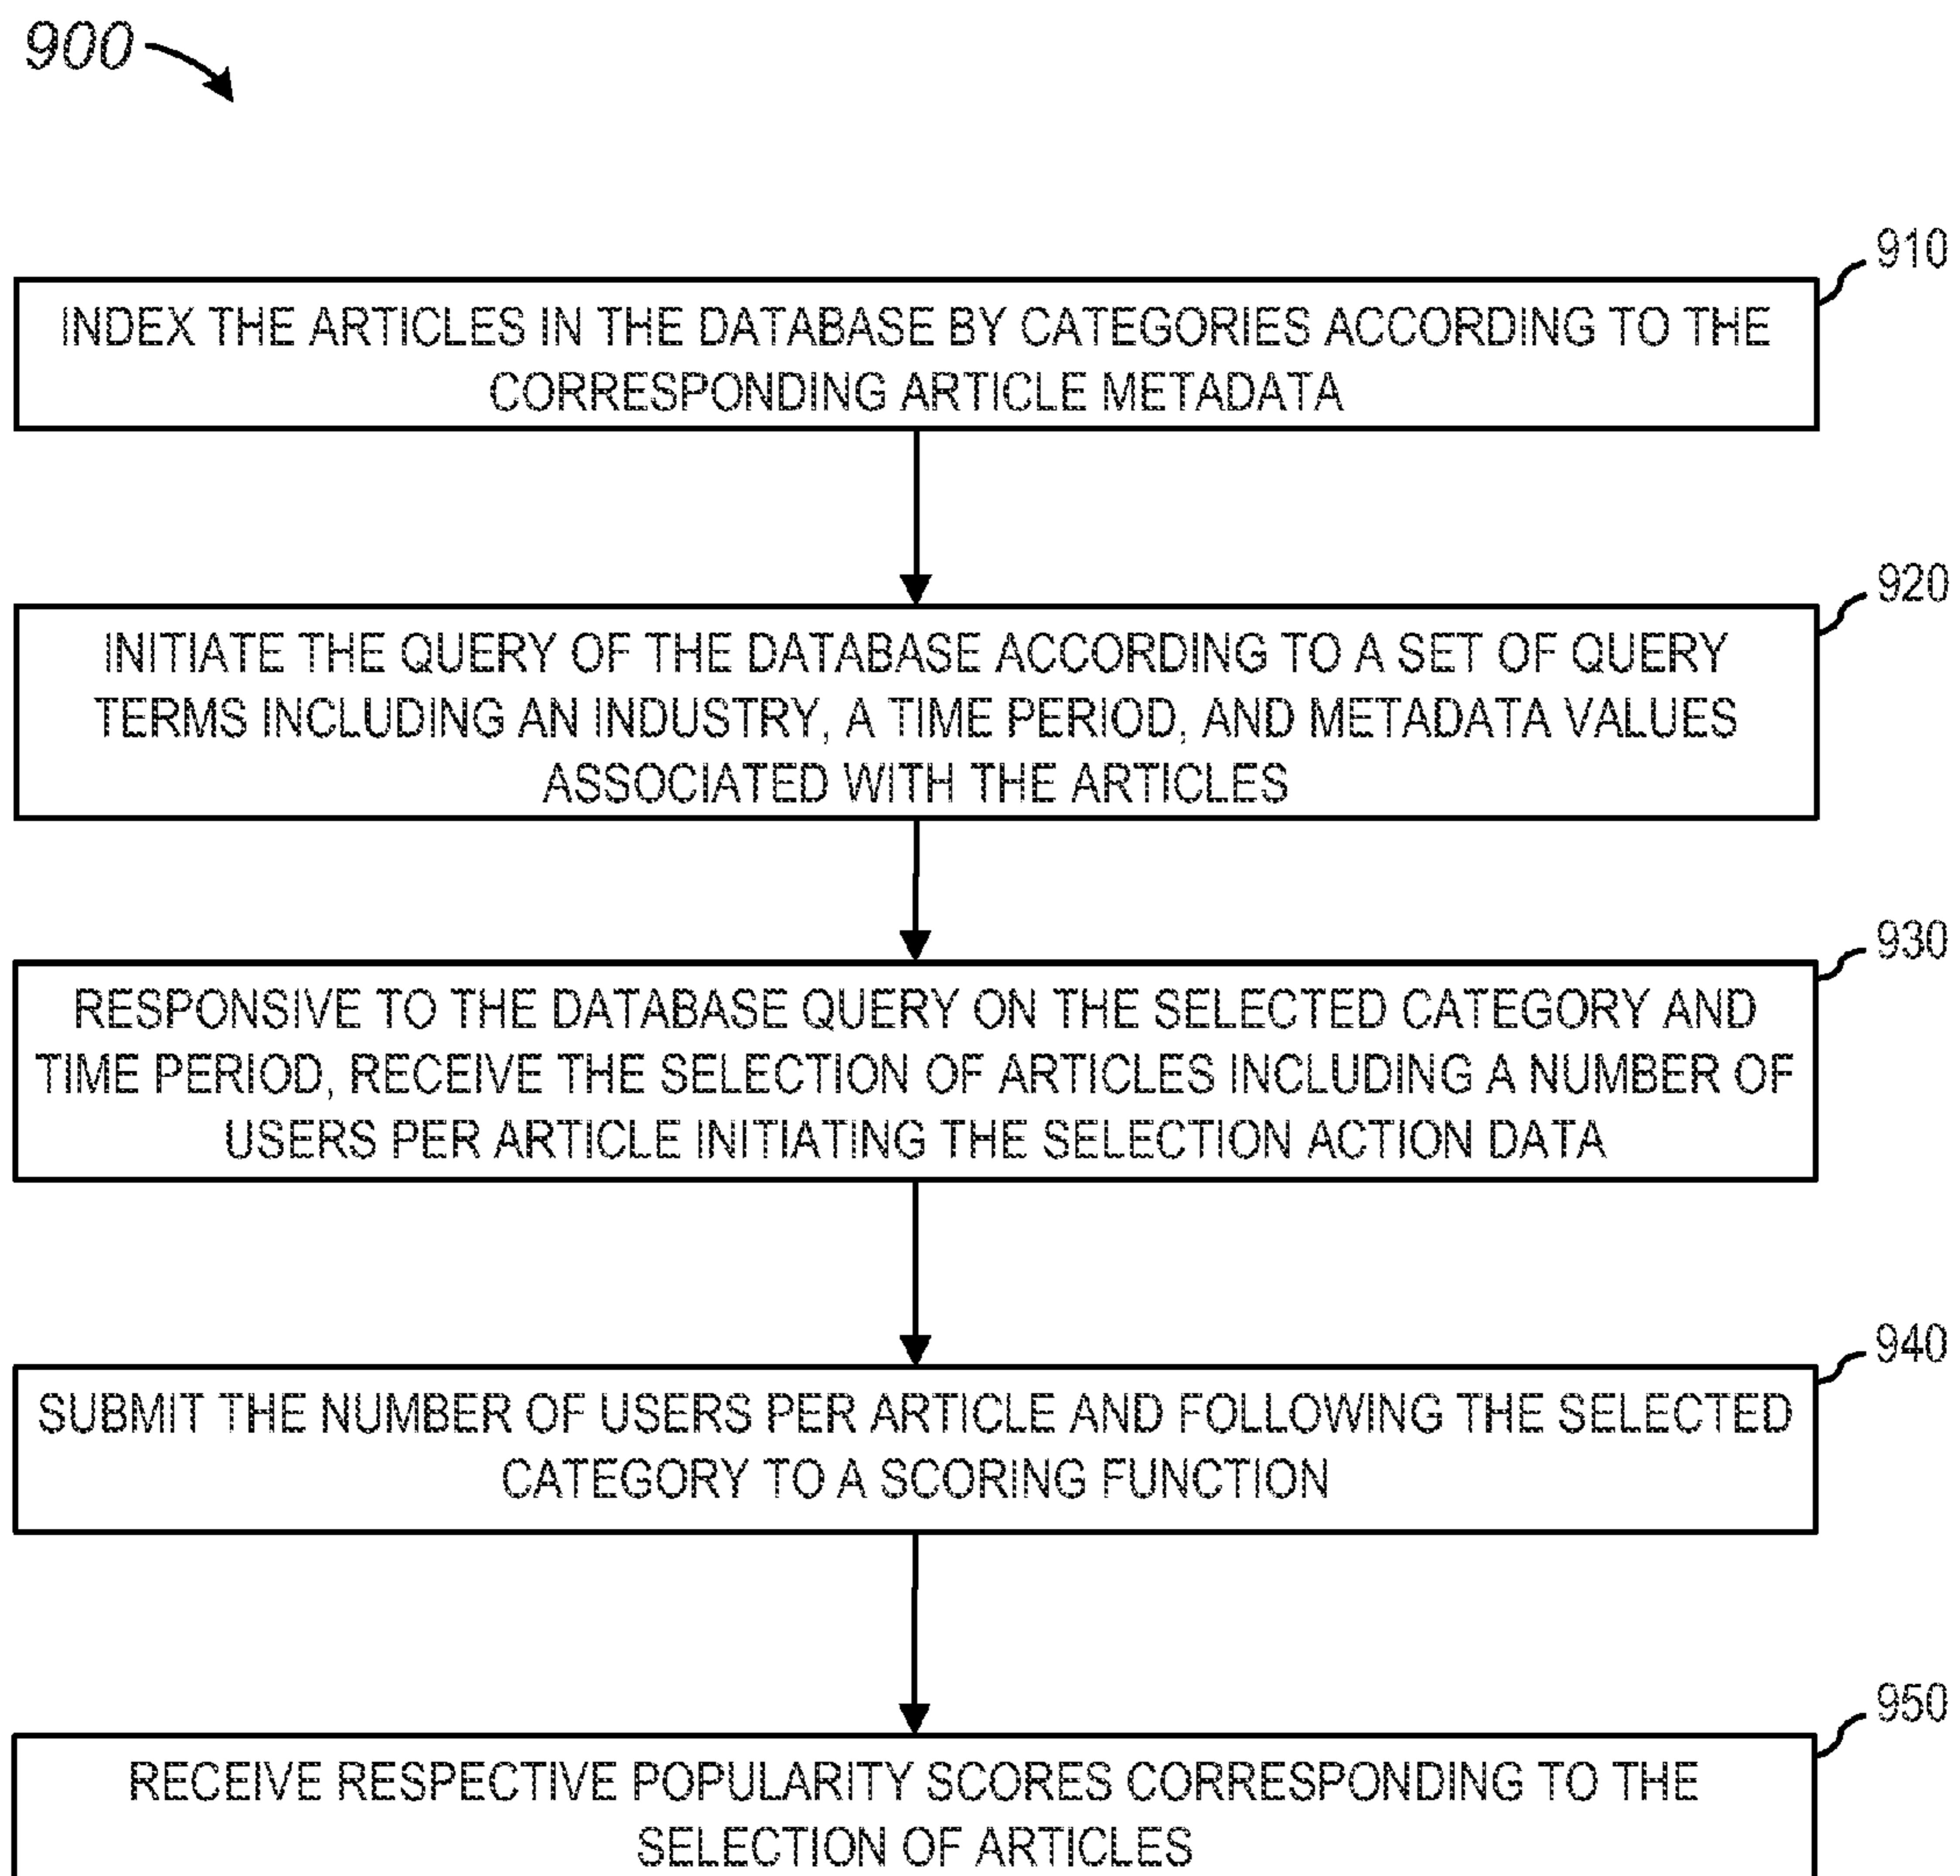 900
910
INDEX THE ARTICLES IN THE DATABASE BY CATEGORIES ACCORDING TO THE
CORRESPONDING ARTICLE METADATA
920
INITIATE THE QUERY OF THE DATABASE ACCORDING TO A SET OF QUERY
TERMS INCLUDING AN INDUSTRY, A TIME PERIOD, AND METADATA VALUES
ASSOCIATED WITH THE ARTICLES
930
RESPONSIVE TO THE DATABASE QUERY ON THE SELECTED CATEGORY AND
TIME PERIOD, RECEIVE THE SELECTION OF ARTICLES INCLUDING A NUMBER OF
USERS PER ARTICLE INITIATING THE SELECTION ACTION DATA
940
SUBMIT THE NUMBER OF USERS PER ARTICLE AND FOLLOWING THE SELECTED
CATEGORY TO A SCORING FUNCTION
950
RECEIVE RESPECTIVE POPULARITY SCORES CORRESPONDING TO THE
SELECTION OF ARTICLES